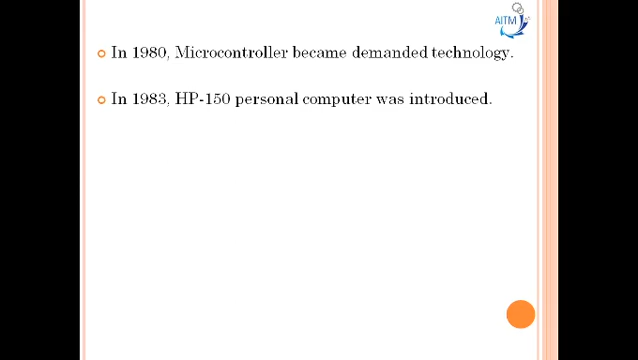 AITM
In 1980, Microcontroller became demanded technology.
In 1983, HP-150 personal computer was introduced.